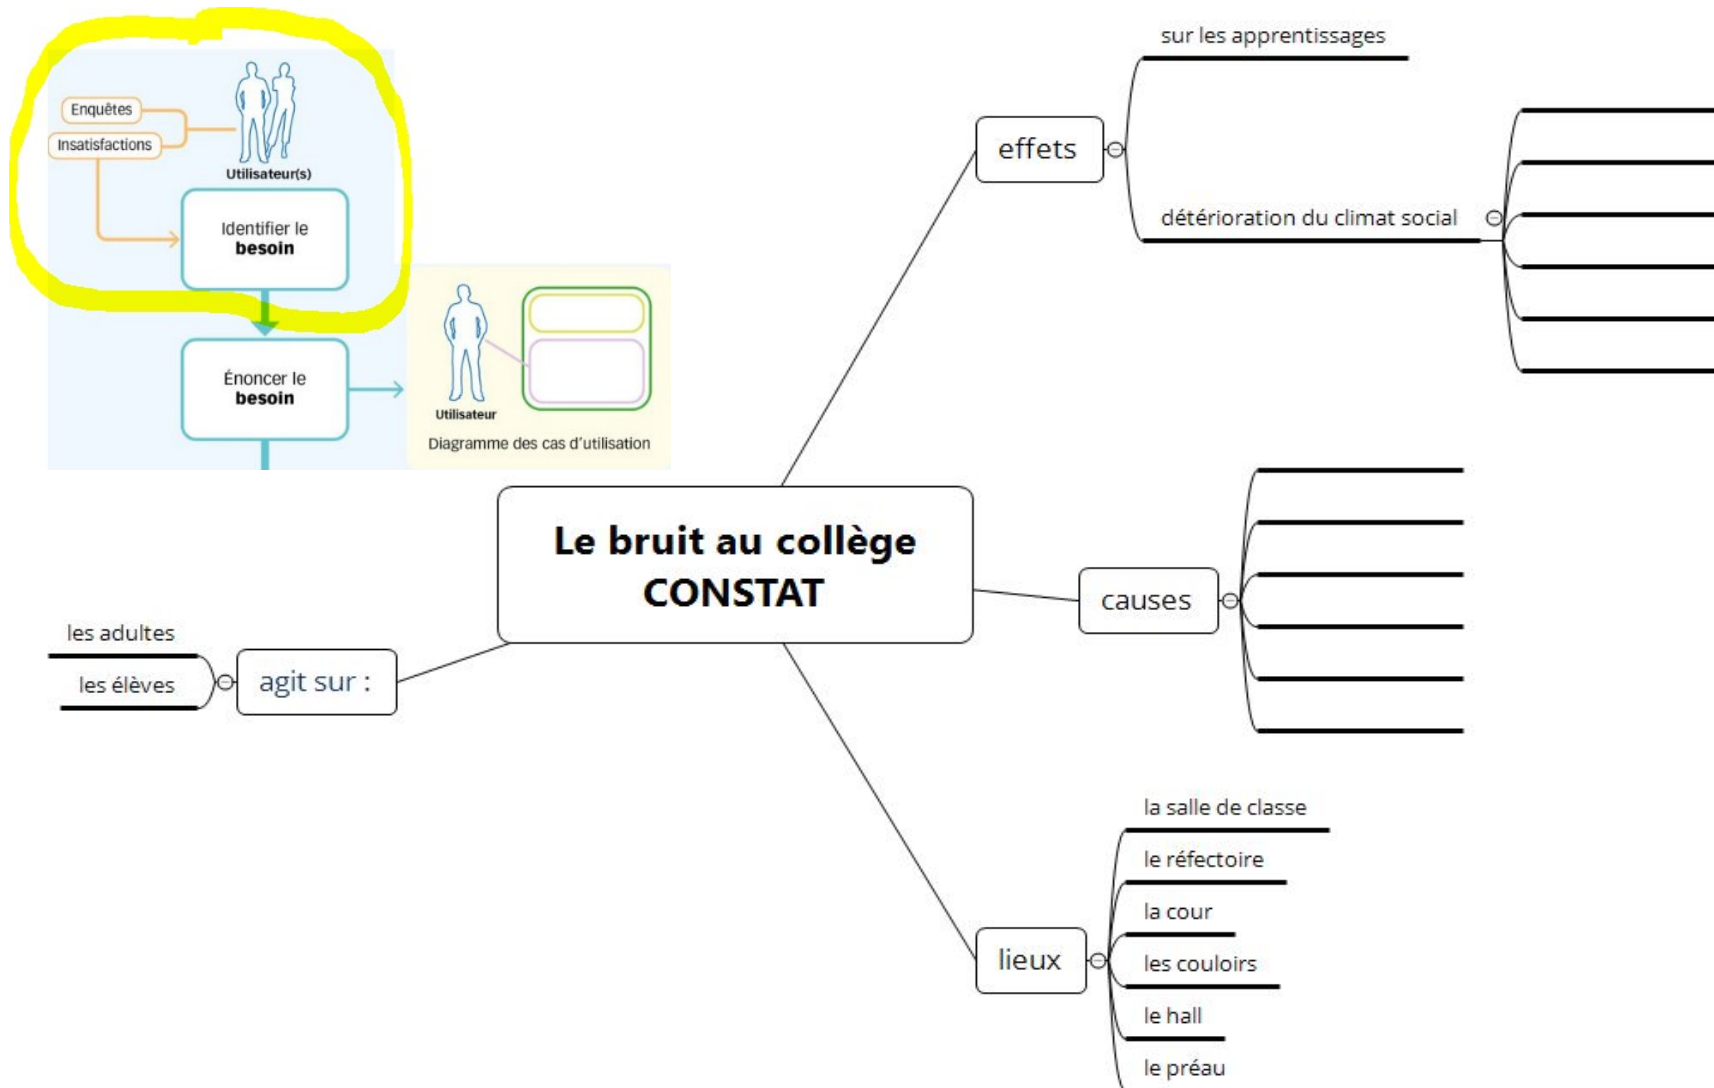 Enquêtes
Insatisfactions
Utilisateur(s)
Identifier le
besoin
Énoncer le
besoin
Utilisateur
Diagramme des cas d'utilisation
Le bruit au collège
CONSTAT
effets
sur les apprentissages
détérioration du climat social
causes
agit sur :
les adultes
les élèves
lieux
la salle de classe
le réfectoire
la cour
les couloirs
le hall
le préau